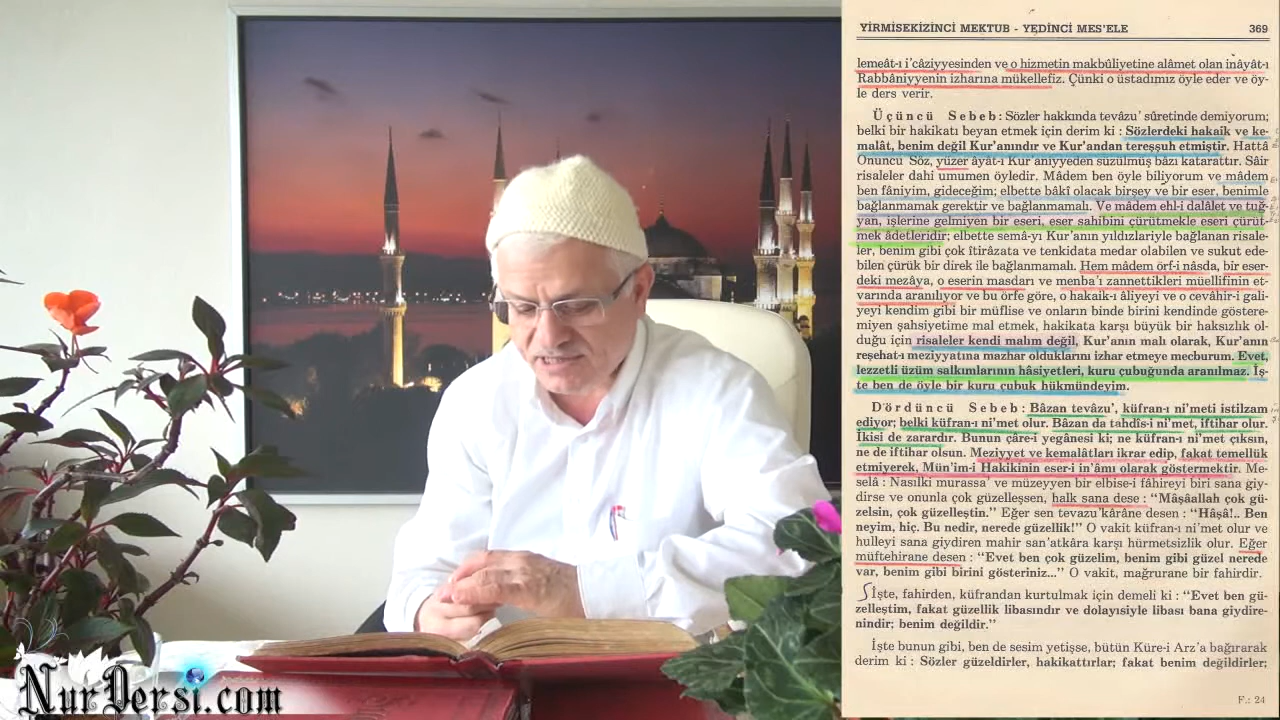 YİRMİSEKİZİNCİ MEKTUB - YEDİNCİ MES'ELE 369
lemeât-ı i'câziyyesinden ve o hizmetin makbûliyetine alâmet olan inâyât-ı
Rabbâniyyenin izharına mükellefiz. Çünki o üstadımız öyle eder ve öy-
le ders verir.
Üçüncü Sebeb: Sözler hakkında tevâzu' sûretinde demiyorum;
belki bir hakikatı beyan etmek için derim ki : Sözlerdeki hakaik ve ke-
malât, benim değil Kur'anındır ve Kur'andan tereşşuh etmiştir. Hattâ
Onuncu Söz, yüzer âyât-ı Kur'aniyyeden süzülmüş bâzı katarattır. Sâir
risaleler dahi umumen öyledir. Mâdem ben öyle biliyorum ve mâdem
ben fâniyim, gideceğim; elbette bâkî olacak birşey ve bir eser, benimle
bağlanmamak gerektir ve bağlanmamalı. Ve mâdem ehl-i dalâlet ve tuğ-
yan, işlerine gelmiyen bir eseri, eser sahibini çürütmekle eseri çürüt-
mek âdetleridir; elbette semâ-yı Kur'anın yıldızlariyle bağlanan risale-
ler, benim gibi çok îtirâzata ve tenkidata medar olabilen ve sukut ede-
bilen çürük bir direk ile bağlanmamalı. Hem mâdem örf-i nâsda, bir eser-
deki mezâya, o eserin masdarı ve menba'ı zannettikleri müellifinin et-
varında aranılıyor ve bu örfe göre, o hakaik-ı âliyeyi ve o cevâhir-i gali-
yeyi kendim gibi bir müflise ve onların binde birini kendinde göstere-
miyen şahsiyetime mal etmek, hakikata karşı büyük bir haksızlık ol-
duğu için risaleler kendi malım değil, Kur'anın malı olarak, Kur'anın
reşehat-ı meziyyatına mazhar olduklarını izhar etmeye mecburum. Evet,
lezzetli üzüm salkımlarının hâsiyetleri, kuru çubuğunda aranılmaz. İş-
te ben de öyle bir kuru çubuk hükmündeyim.
Dördüncü Sebeb: Bâzan tevâzu', küfran-ı ni'meti istilzam
ediyor; belki küfran-ı ni'met olur. Bâzan da tahdîs-i ni'met, iftihar olur.
İkisi de zarardır. Bunun çâre-i yegânesi ki; ne küfran-ı ni'met çıksın,
ne de iftihar olsun. Meziyyet ve kemalâtları ikrar edip, fakat temellük
etmiyerek, Mün'im-i Hakikinin eser-i in'âmı olarak göstermektir. Me-
selâ : Nasılki murassa' ve müzeyyen bir elbise-i fâhireyi biri sana giy-
dirse ve onunla çok güzelleşsen, halk sana dese : "Mâşâallah çok gü-
zelsin, çok güzelleştin." Eğer sen tevazu'kârâne desen : "Hâşâ!.. Ben
neyim, hiç. Bu nedir, nerede güzellik!" O vakit küfran-ı ni'met olur ve
hulleyi sana giydiren mahir san'atkâra karşı hürmetsizlik olur. Eğer
müftehirane desen : "Evet ben çok güzelim, benim gibi güzel nerede
var, benim gibi birini gösteriniz..." O vakit, mağrurane bir fahirdir.
İşte, fahirden, küfrandan kurtulmak için demeli ki : "Evet ben gü-
zelleştim, fakat güzellik libasındır ve dolayısiyle libası bana giydire-
nindir; benim değildir."
İşte bunun gibi, ben de sesim yetişse, bütün Küre-i Arz'a bağırarak
derim ki : Sözler güzeldirler, hakikattırlar; fakat benim değildirler;
F.: 24
NurDersi.com